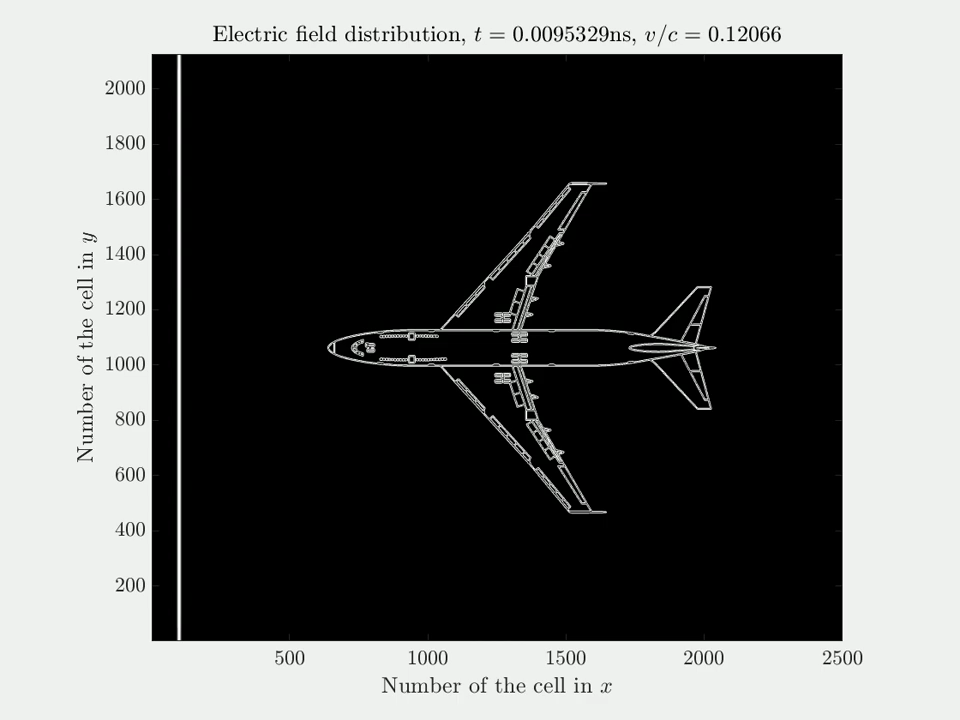 Electric field distribution, t = 0.0095329ns, v/c = 0.12066
2000
1800
1600
1400
1200
1000
800
600
400
200
Number of the cell in y
500 1000 1500 2000 2500
Number of the cell in x